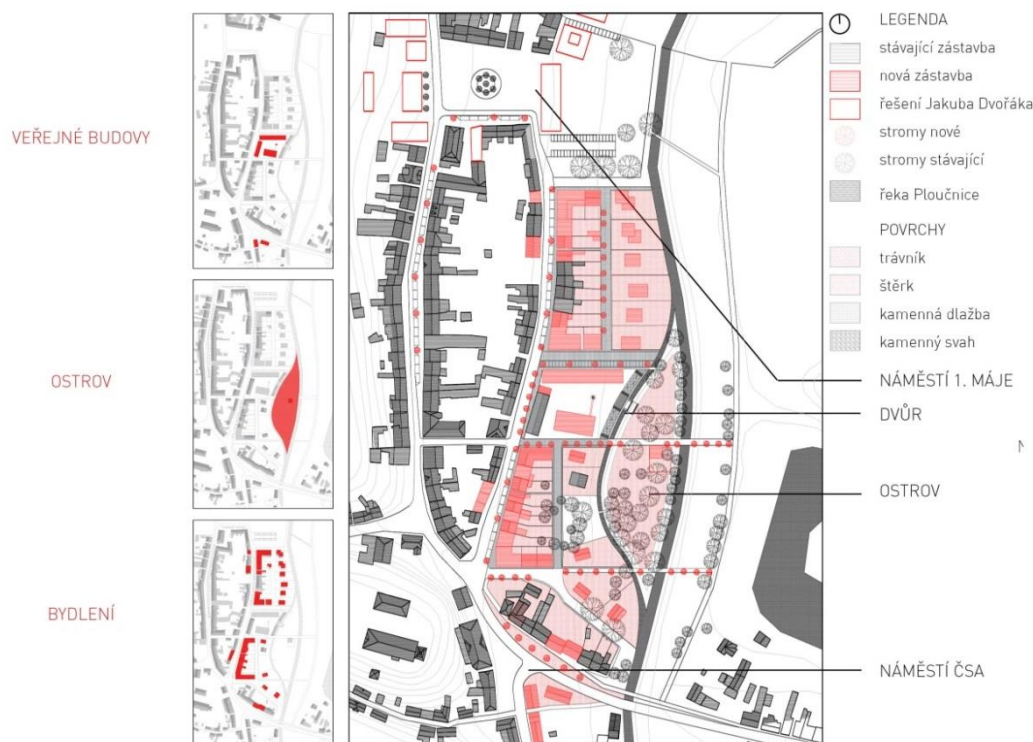 VEŘEJNÉ BUDOVY
OSTROV
BYDLENÍ
LEGENDA
stávající zástavba
nová zástavba
řešení Jakuba Dvořáka
stromy nové
stromy stávající
řeka Ploučnice
POVRCHY
trávník
štěrk
kamenná dlažba
kamenný svah
NÁMĚSTÍ 1. MÁJE
DVŮR
OSTROV
NÁMĚSTÍ ČSA